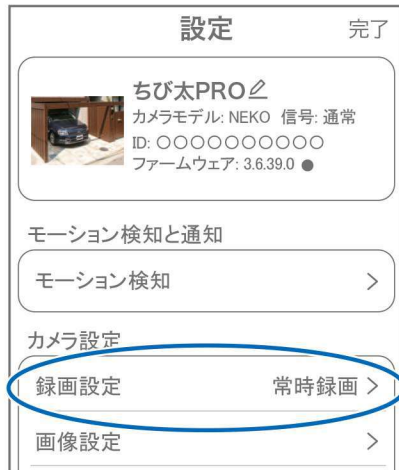 設定 完了
ちび太PRO
カメラモデル: NEKO 信号: 通常
ID: 〇〇〇〇〇〇〇〇〇〇
ファームウェア: 3.6.39.0 ●
モーション検知と通知
モーション検知 >
カメラ設定
録画設定 常時録画 >
画像設定 >